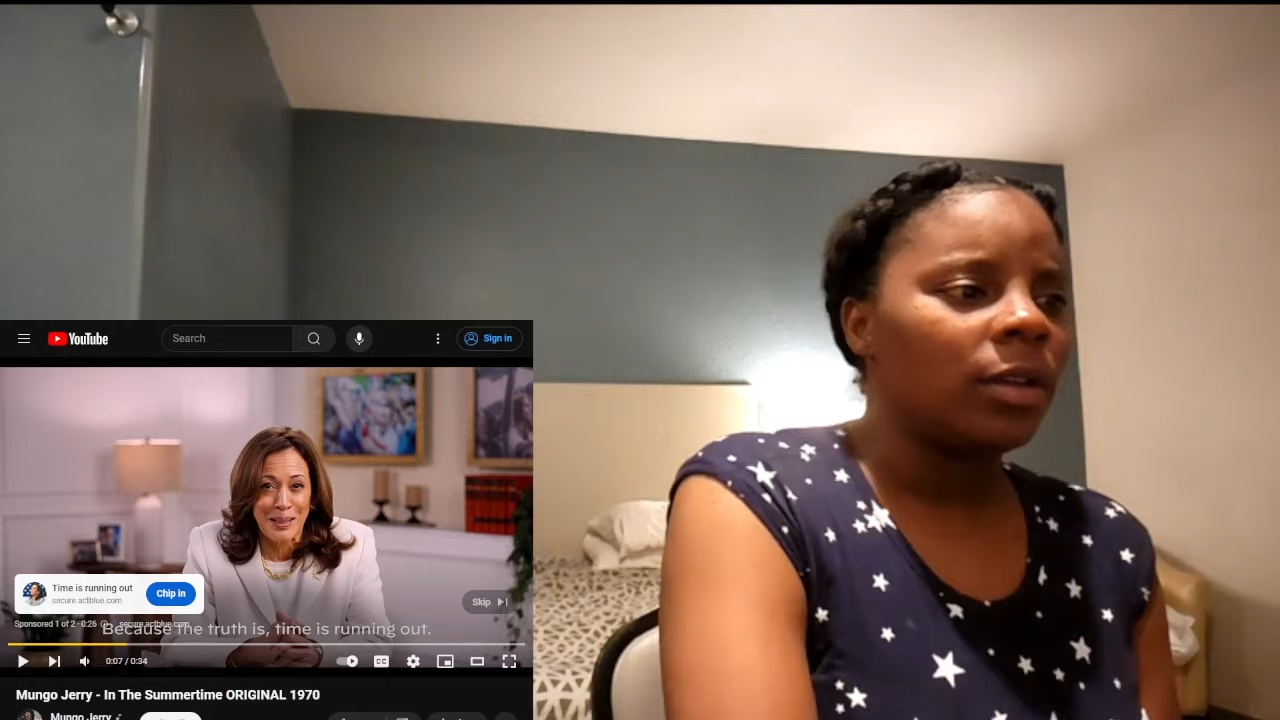 YouTube
Search
Sign in
Time is running out
secure.actblue.com
Chip in
Skip
Sponsored 1 of 2 · 0:26
secure.actblue.com
Because the truth is, time is running out.
0:07 / 0:34
CC
Mungo Jerry - In The Summertime ORIGINAL 1970
Mungo Jerry